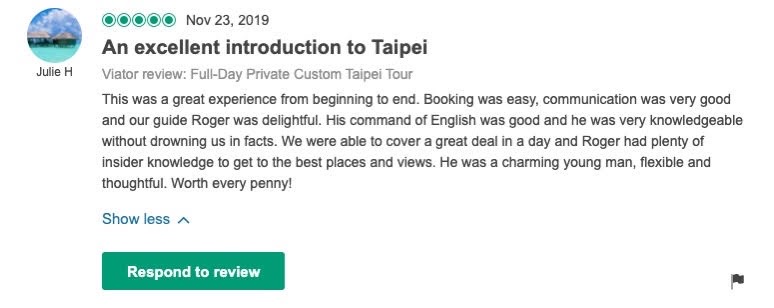 Nov 23, 2019
An excellent introduction to Taipei
Julie H
Viator review: Full-Day Private Custom Taipei Tour
This was a great experience from beginning to end. Booking was easy, communication was very good
and our guide Roger was delightful. His command of English was good and he was very knowledgeable
without drowning us in facts. We were able to cover a great deal in a day and Roger had plenty of
insider knowledge to get to the best places and views. He was a charming young man, flexible and
thoughtful. Worth every penny!
Show less
Respond to review